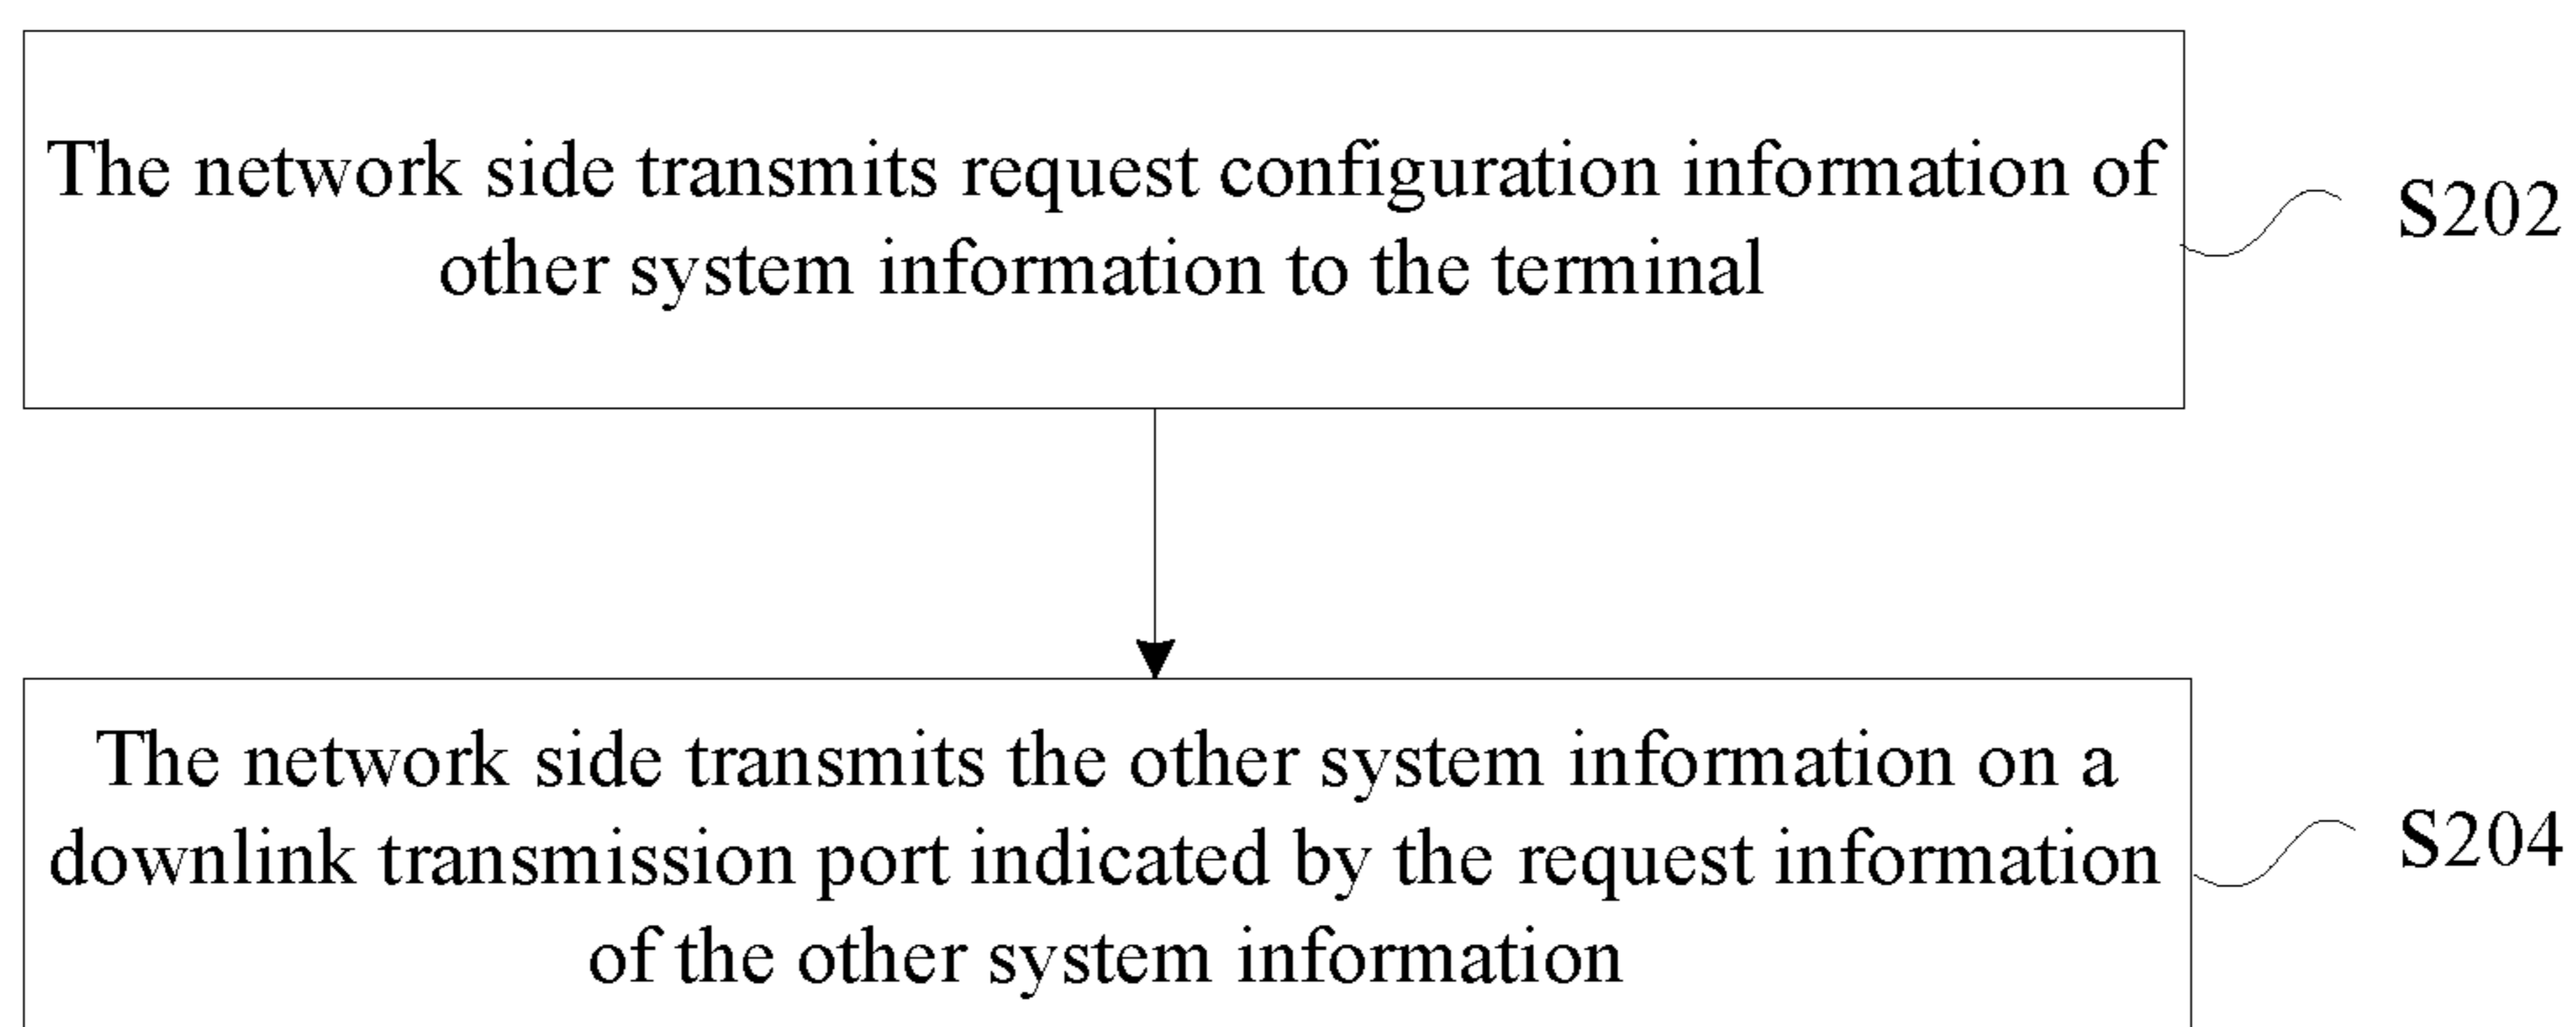 The network side transmits request configuration information of
other system information to the terminal
S202
The network side transmits the other system information on a
downlink transmission port indicated by the request information
of the other system information
S204